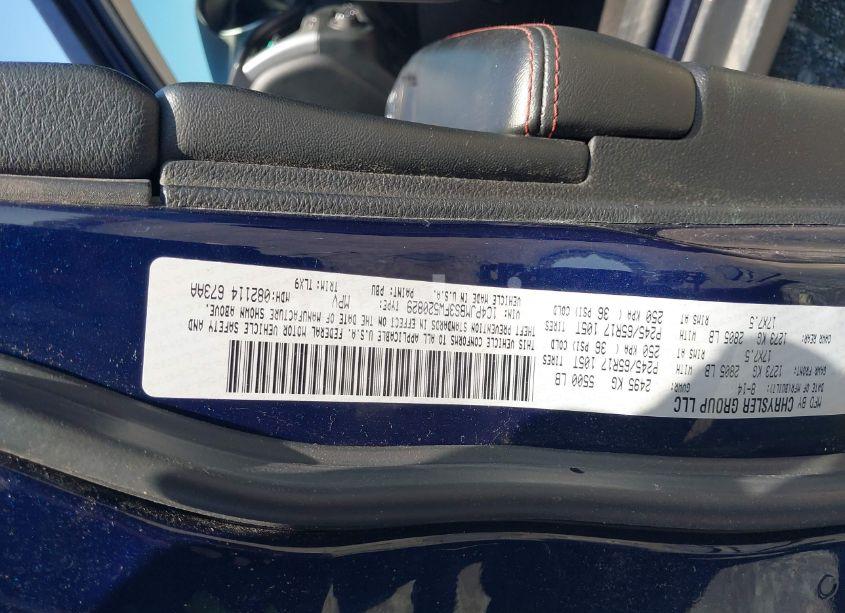 MFD BY CHRYSLER GROUP LLC
DATE OF MFR(BUILT): 8-14 GVWR: 2495 KG 5500 LB
GAWR FRONT: 1273 KG 2805 LB WITH P245/65R17 105T TIRES
17X7.5 RIMS AT 250 KPA ( 36 PSI) COLD
GAWR REAR: 1273 KG 2805 LB WITH P245/65R17 105T TIRES
17X7.5 RIMS AT 250 KPA ( 36 PSI) COLD
THIS VEHICLE CONFORMS TO ALL APPLICABLE U.S.A. FEDERAL MOTOR VEHICLE SAFETY AND
THEFT PREVENTION STANDARDS IN EFFECT ON THE DATE OF MANUFACTURE SHOWN ABOVE.
VIN: 1C4PJMBS3FW520829 TYPE: MPV MDH:082114 673AA
VEHICLE MADE IN U.S.A. PAINT: PBU TRIM: TLX9